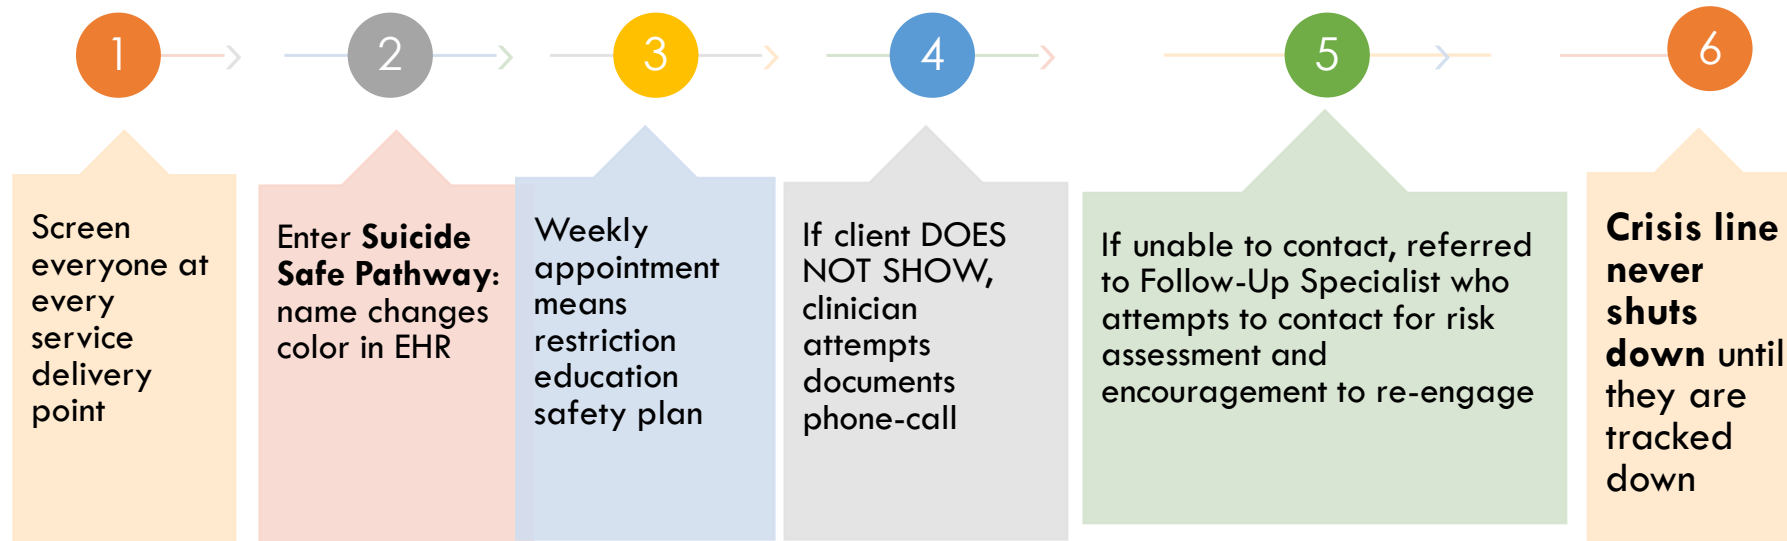 1
Screen
everyone at
every
service
delivery
point
2
Enter Suicide
Safe Pathway:
name changes
color in EHR
3
Weekly
appointment
means
restriction
education
safety plan
4
If client DOES
NOT SHOW,
clinician
attempts
documents
phone-call
5
If unable to contact, referred
to Follow-Up Specialist who
attempts to contact for risk
assessment and
encouragement to re-engage
6
Crisis line
never
shuts
down until
they are
tracked
down